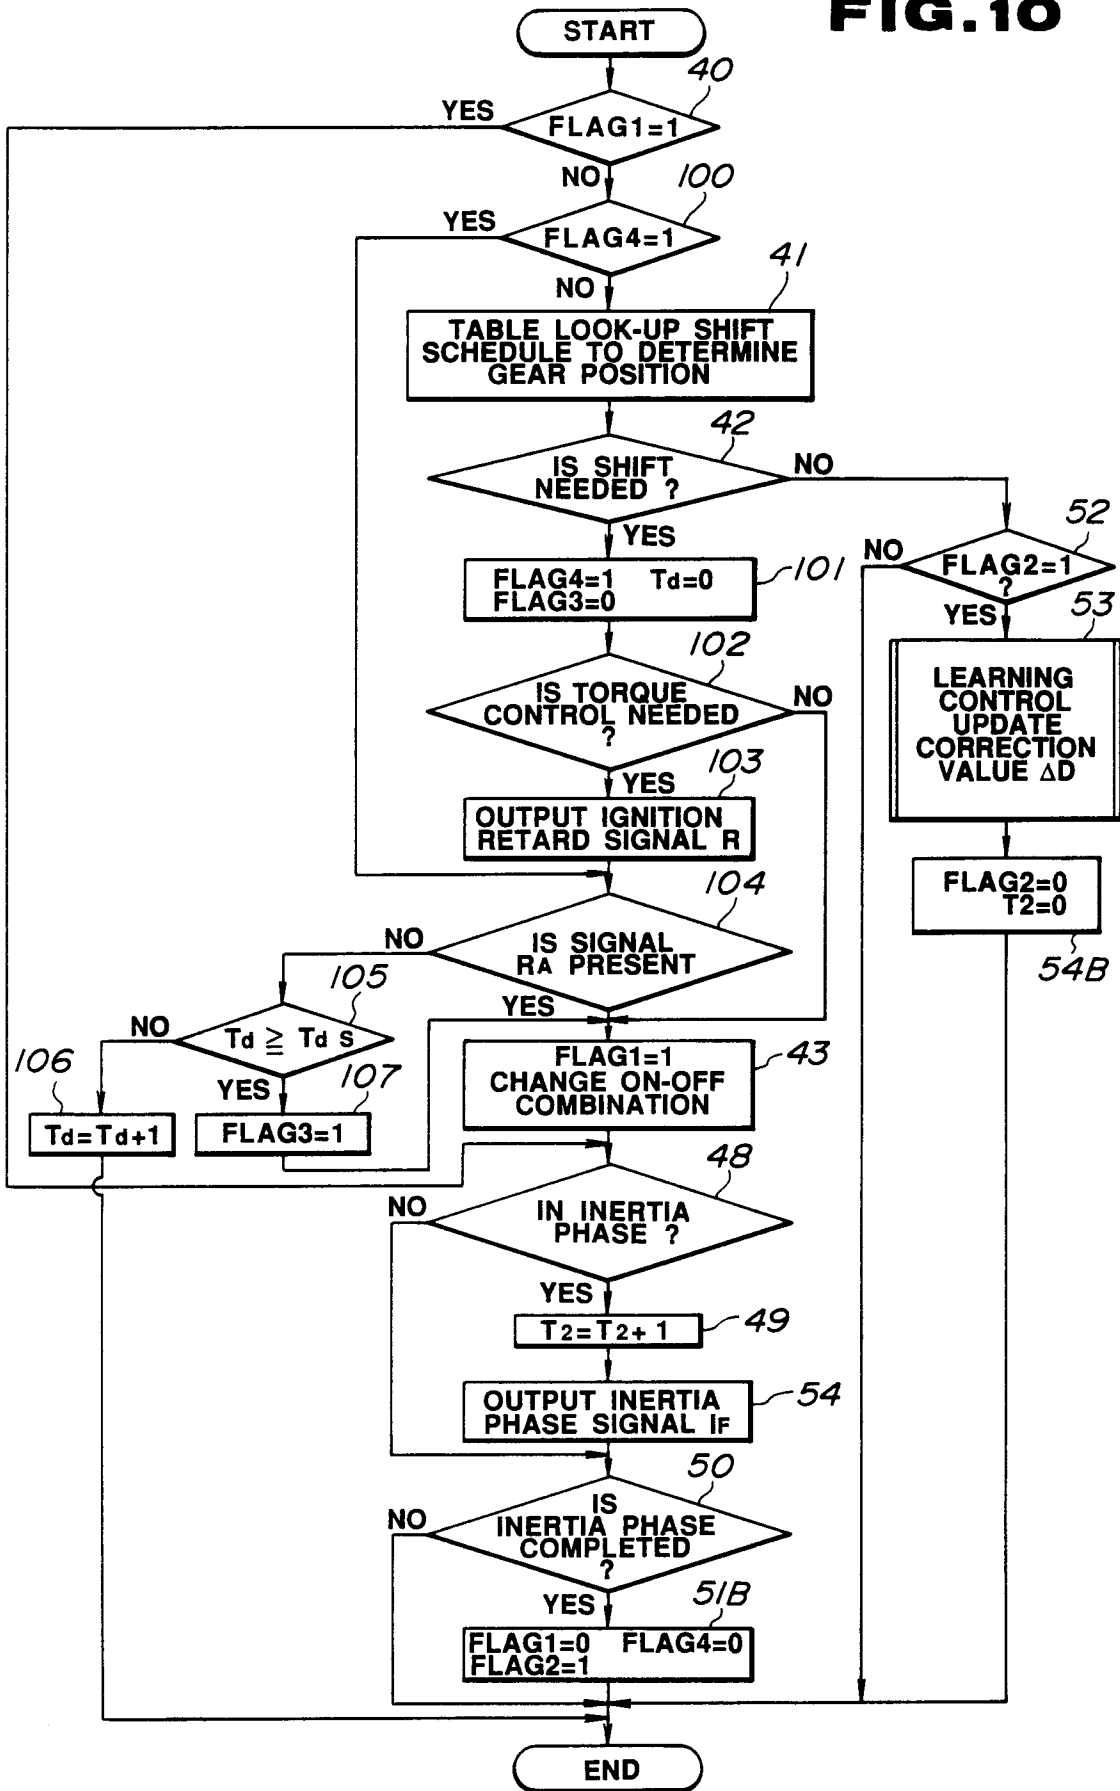 FIG.10
START
40
YES
FLAG1=1
NO
100
YES
FLAG4=1
NO
41
TABLE LOOK-UP SHIFT
SCHEDULE TO DETERMINE
GEAR POSITION
42
IS SHIFT
NEEDED ?
NO
YES
52
NO
FLAG2=1
?
YES
53
FLAG4=1 Td=0
FLAG3=0
101
LEARNING
CONTROL
UPDATE
CORRECTION
VALUE ΔD
102
IS TORQUE
CONTROL NEEDED
?
NO
YES
103
OUTPUT IGNITION
RETARD SIGNAL R
FLAG2=0
T2=0
54B
104
NO
IS SIGNAL
RA PRESENT
YES
105
NO
Td ≧ Td S
YES
106
107
Td=Td+1
FLAG3=1
FLAG1=1
CHANGE ON-OFF
COMBINATION
43
48
NO
IN INERTIA
PHASE ?
YES
T2=T2+ 1
49
OUTPUT INERTIA
PHASE SIGNAL IF
54
50
NO
IS
INERTIA PHASE
COMPLETED
?
YES
51B
FLAG1=0 FLAG4=0
FLAG2=1
END